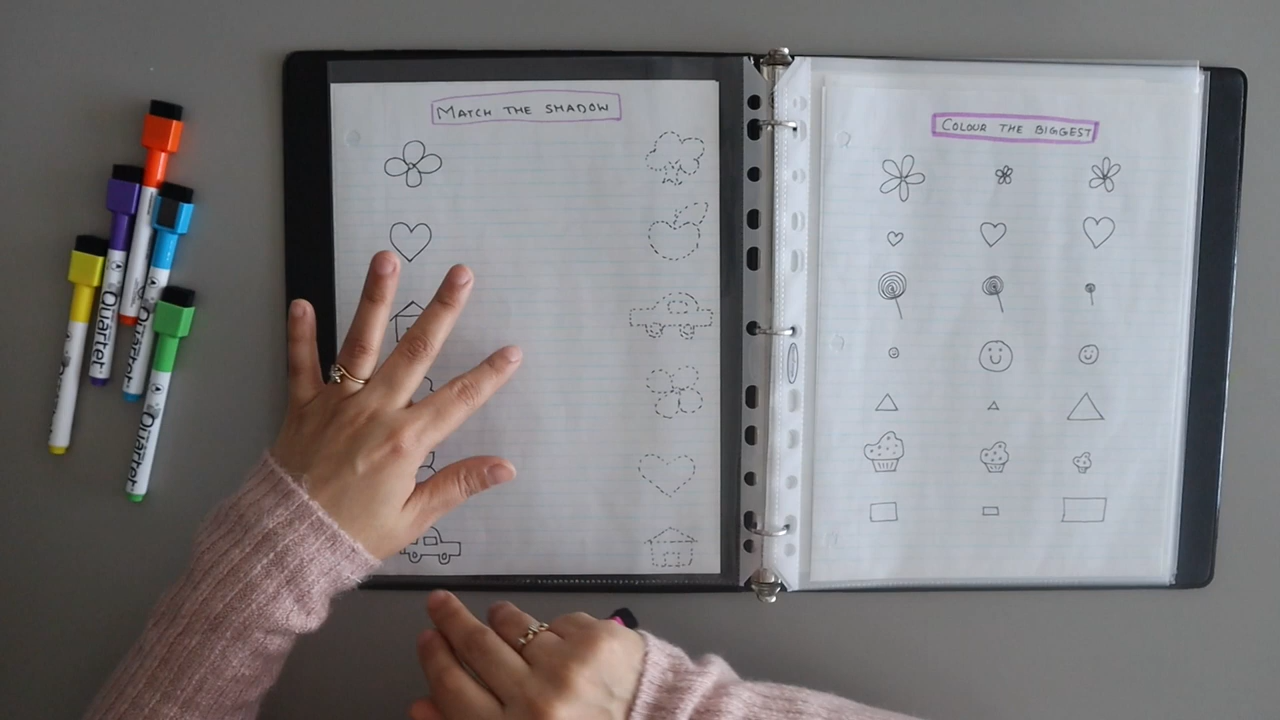 MATCH THE SHADOW
COLOUR THE BIGGEST
Quartet
Quartet
Quartet